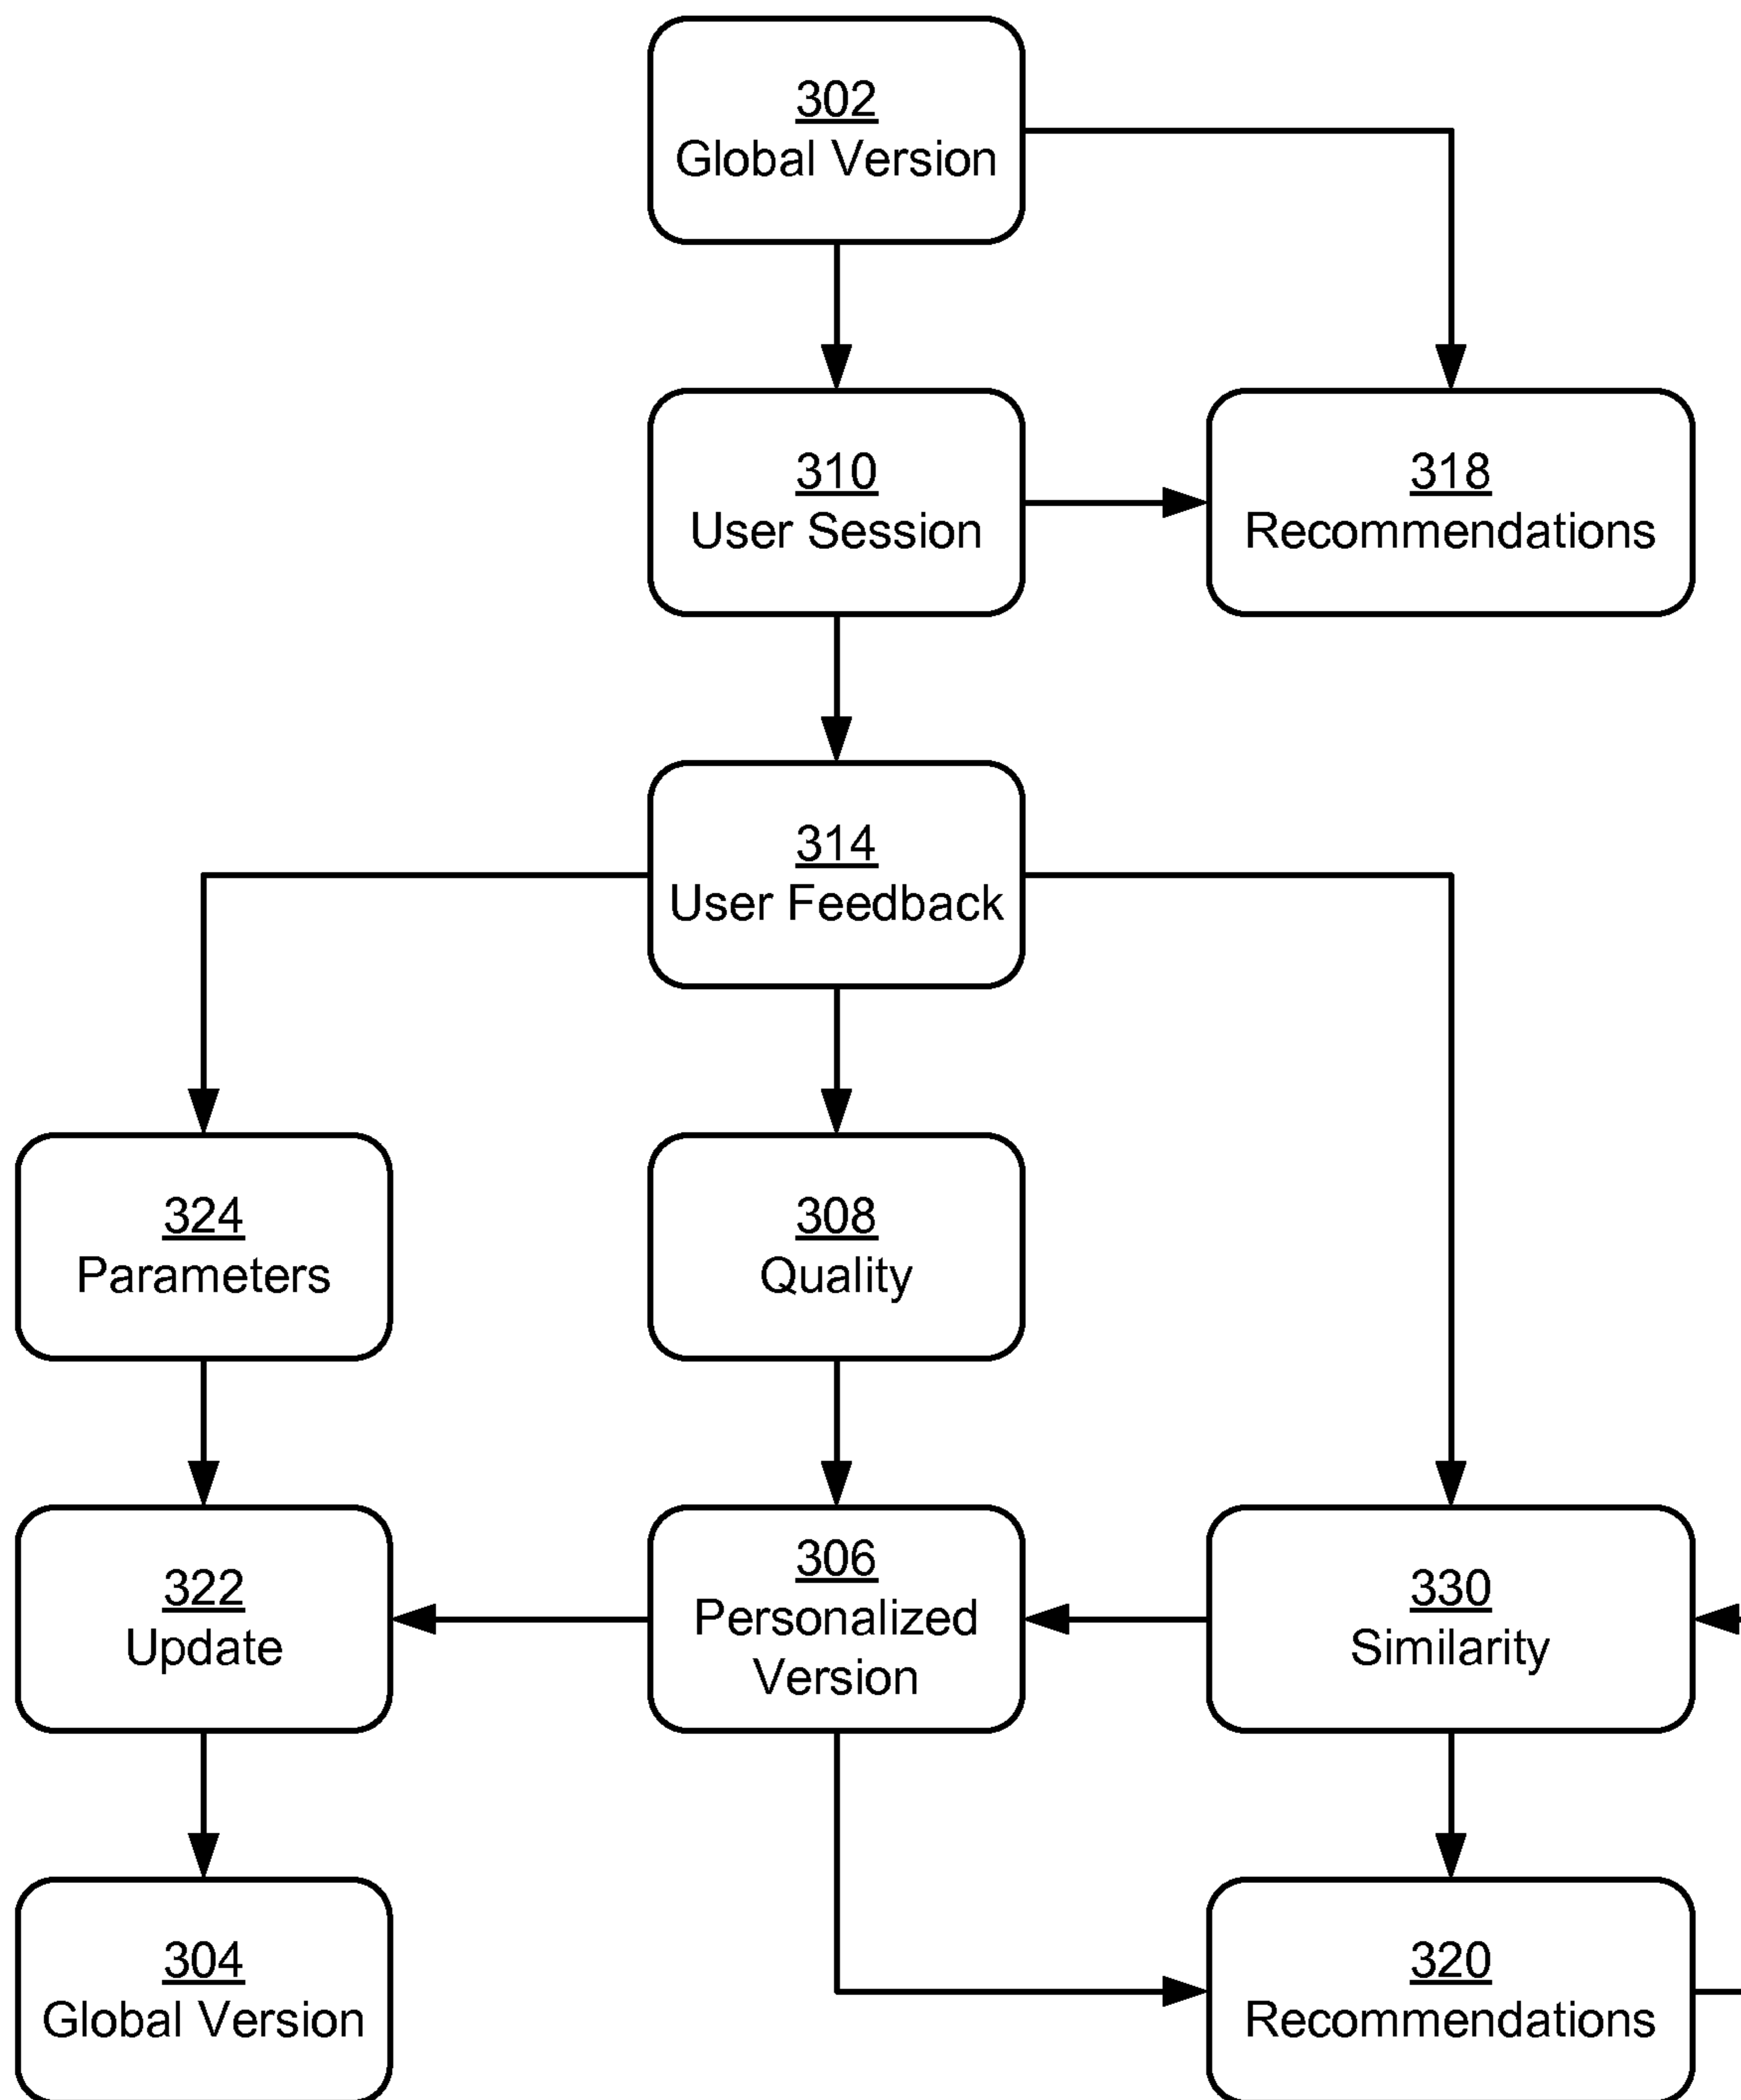 302
Global Version
310
User Session
318
Recommendations
314
User Feedback
324
Parameters
308
Quality
322
Update
306
Personalized
Version
330
Similarity
304
Global Version
320
Recommendations